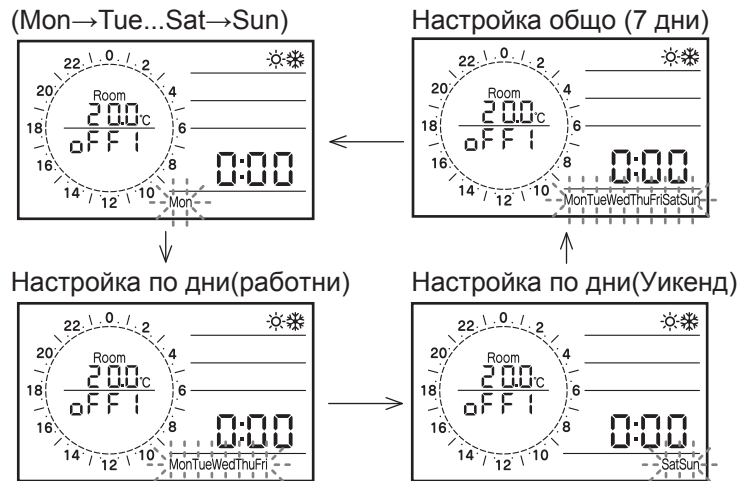 (Mon→Tue...Sat→Sun)
22 0 2
20 4
Room
20.0°C
18 6
oFF1
16 8
0:00
14 12 10
Mon
Настройка общо (7 дни)
22 0 2
20 4
Room
20.0°C
18 6
oFF1
16 8
0:00
14 12 10
MonTueWedThuFriSatSun
Настройка по дни(работни)
22 0 2
20 4
Room
20.0°C
18 6
oFF1
16 8
0:00
14 12 10
MonTueWedThuFri
Настройка по дни(Уикенд)
22 0 2
20 4
Room
20.0°C
18 6
oFF1
16 8
0:00
14 12 10
SatSun